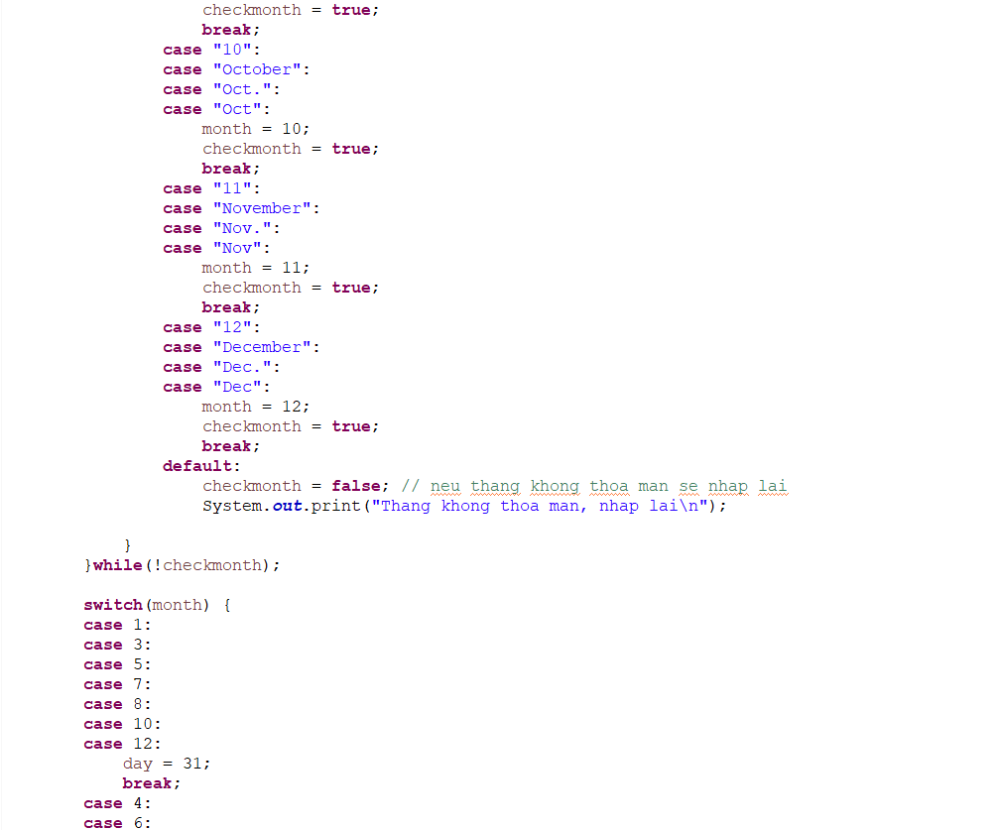 checkmonth = true;
break;
case "10":
case "October":
case "Oct.":
case "Oct":
month = 10;
checkmonth = true;
break;
case "11":
case "November":
case "Nov.":
case "Nov":
month = 11;
checkmonth = true;
break;
case "12":
case "December":
case "Dec.":
case "Dec":
month = 12;
checkmonth = true;
break;
default:
checkmonth = false; // neu thang khong thoa man se nhap lai
System.out.print("Thang khong thoa man, nhap lai\n");
}
}while(!checkmonth);
switch(month) {
case 1:
case 3:
case 5:
case 7:
case 8:
case 10:
case 12:
day = 31;
break;
case 4:
case 6: